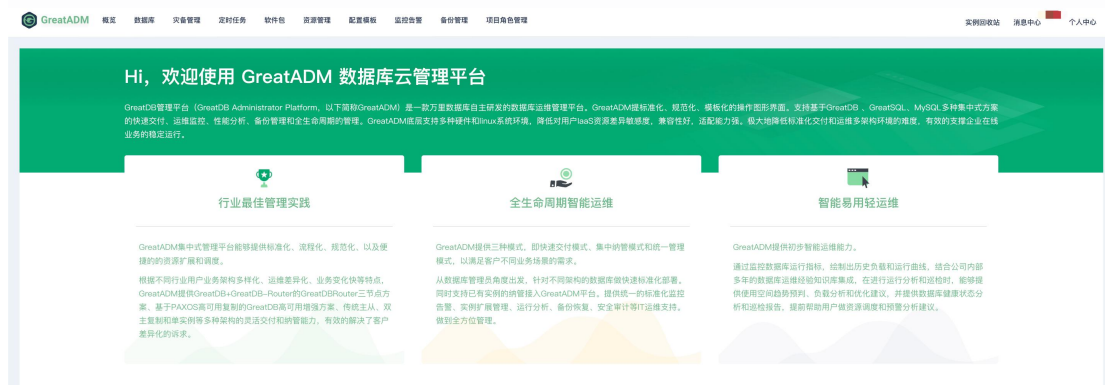 GreatADM 概览 数据库 灾备管理 定时任务 软件包 资源管理 配置模板 监控告警 备份管理 项目角色管理 实例回收站 消息中心 个人中心
Hi，欢迎使用 GreatADM 数据库云管理平台
GreatDB管理平台（GreatDB Administrator Platform，以下简称GreatADM）是一款万里数据库自主研发的数据库运维管理平台。GreatADM提标准化、规范化、模板化的操作图形界面。支持基于GreatDB 、GreatSQL、MySQL多种集中式方案
的快速交付、运维监控、性能分析、备份管理和全生命周期的管理。GreatADM底层支持多种硬件和linux系统环境，降低对用户IaaS资源差异敏感度，兼容性好，适配能力强。极大地降低标准化交付和运维多架构环境的难度，有效的支撑企业在线
业务的稳定运行。
行业最佳管理实践
GreatADM集中式管理平台能够提供标准化、流程化、规范化、以及便
捷的的资源扩展和调度。
根据不同行业用户业务架构多样化、运维差异化、业务变化快等特点，
GreatADM提供GreatDB+GreatDB-Router的GreatDBRouter三节点方
案、基于PAXOS高可用复制的GreatDB高可用增强方案、传统主从、双
主复制和单实例等多种架构的灵活交付和纳管能力，有效的解决了客户
差异化的诉求。
全生命周期智能运维
GreatADM提供三种模式，即快速交付模式、集中纳管模式和统一管理
模式，以满足客户不同业务场景的需求。
从数据库管理员角度出发，针对不同架构的数据库做快速标准化部署。
同时支持已有实例的纳管接入GreatADM平台。提供统一的标准化监控
告警、实例扩展管理、运行分析、备份恢复、安全审计等IT运维支持。
做到全方位管理。
智能易用轻运维
GreatADM提供初步智能运维能力。
通过监控数据库运行指标，绘制出历史负载和运行曲线，结合公司内部
多年的数据库运维经验知识库集成，在进行运行分析和巡检时，能够提
供使用空间趋势预判、负载分析和优化建议，并提供数据库健康状态分
析和巡检报告，提前帮助用户做资源调度和预警分析建议。